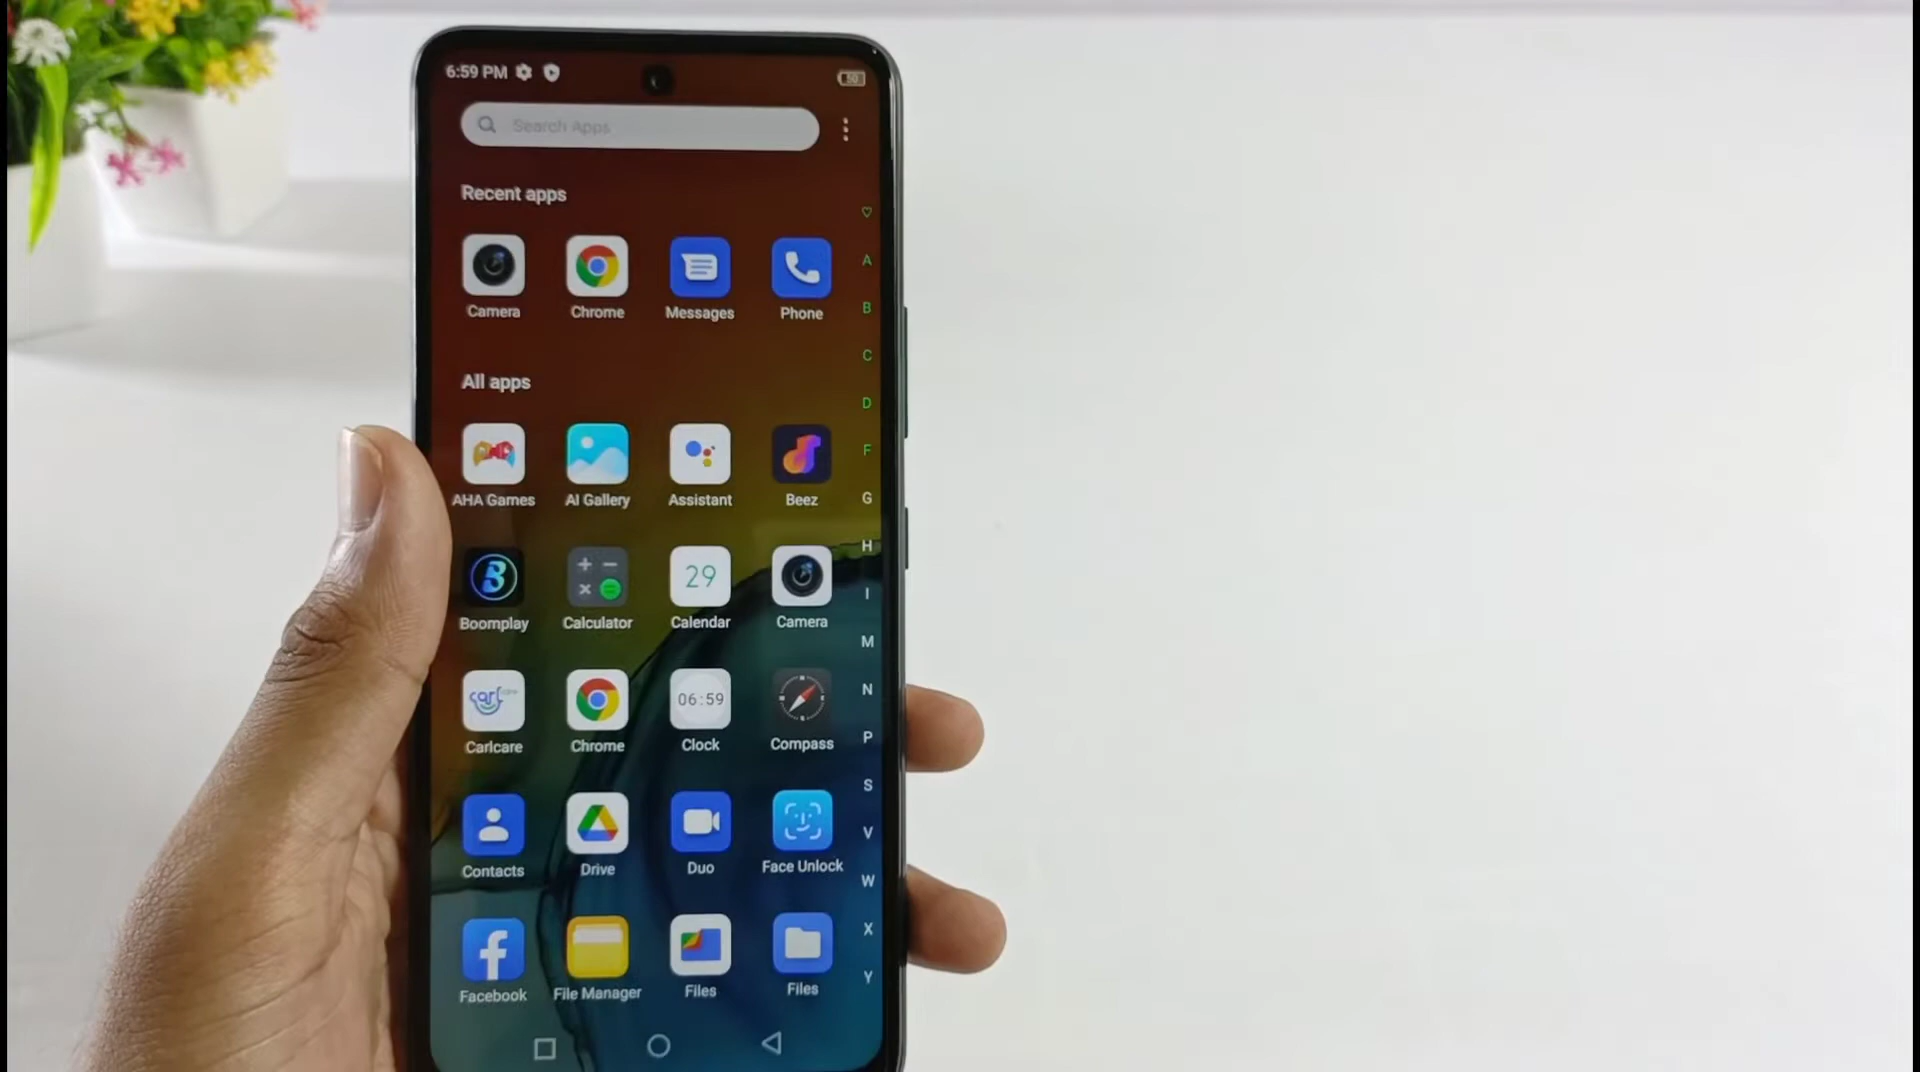 6:59 PM
50
Search Apps
Recent apps
Camera Chrome Messages Phone
All apps
AHA Games AI Gallery Assistant Beez
29
Boomplay Calculator Calendar Camera
carlcare 06:59
Carlcare Chrome Clock Compass
Contacts Drive Duo Face Unlock
Facebook File Manager Files Files
A
B
C
D
F
G
H
I
M
N
P
S
V
W
X
Y